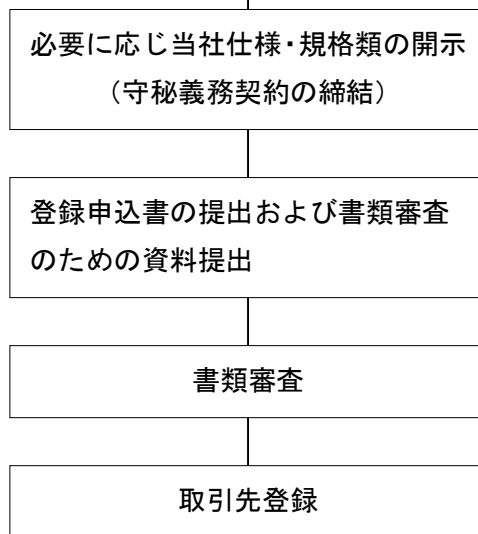 必要に応じ当社仕様・規格類の開示
（守秘義務契約の締結）
登録申込書の提出および書類審査
のための資料提出
書類審査
取引先登録